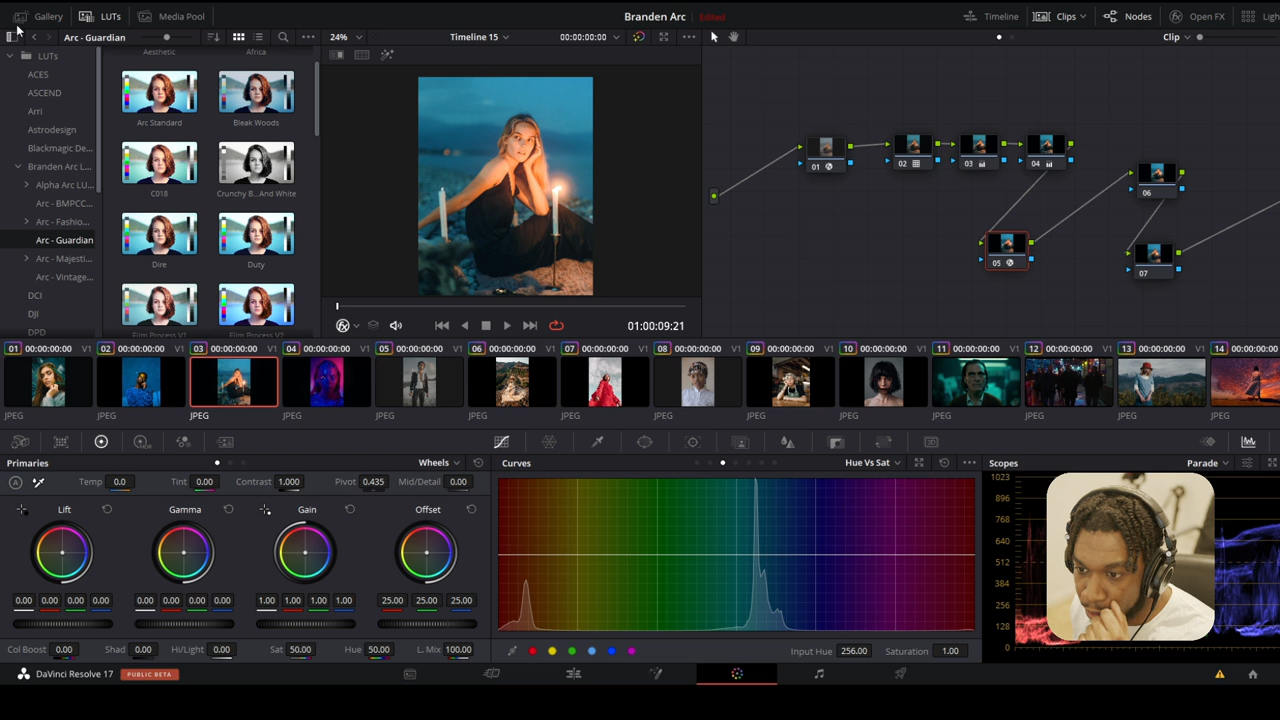 Gallery LUTs Media Pool Branden Arc Edited Timeline Clips Nodes Open FX
Arc - Guardian 24% Timeline 15 00:00:00:00 Clip
LUTs
ACES
ASCEND
Arri
Astrodesign
Blackmagic De...
Branden Arc L...
Alpha Arc LU...
Arc - BMPCC...
Arc - Fashio...
Arc - Guardian
Arc - Majesti...
Arc - Vintage...
DCI
DJI
DPD
Aesthetic Africa
Arc Standard Bleak Woods
C018 Crunchy B...And White
Dire Duty
Film Process V1 Film Process V2
01:00:09:21
01
02
03
04
05
06
07
01 00:00:00:00 V1 02 00:00:00:00 V1 03 00:00:00:00 V1 04 00:00:00:00 V1 05 00:00:00:00 V1 06 00:00:00:00 V1 07 00:00:00:00 V1 08 00:00:00:00 V1 09 00:00:00:00 V1 10 00:00:00:00 V1 11 00:00:00:00 V1 12 00:00:00:00 V1 13 00:00:00:00 V1 14 00:00:00:00
JPEG JPEG JPEG JPEG JPEG JPEG JPEG JPEG JPEG JPEG JPEG JPEG JPEG JPEG
Primaries Wheels Curves Hue Vs Sat Scopes Parade
Temp 0.0 Tint 0.00 Contrast 1.000 Pivot 0.435 Mid/Detail 0.00
Lift Gamma Gain Offset
0.00 0.00 0.00 0.00 0.00 0.00 0.00 0.00 1.00 1.00 1.00 1.00 25.00 25.00 25.00
Col Boost 0.00 Shad 0.00 Hi/Light 0.00 Sat 50.00 Hue 50.00 L. Mix 100.00
Input Hue 256.00 Saturation 1.00
1023
896
768
640
512
384
256
128
0
DaVinci Resolve 17 PUBLIC BETA